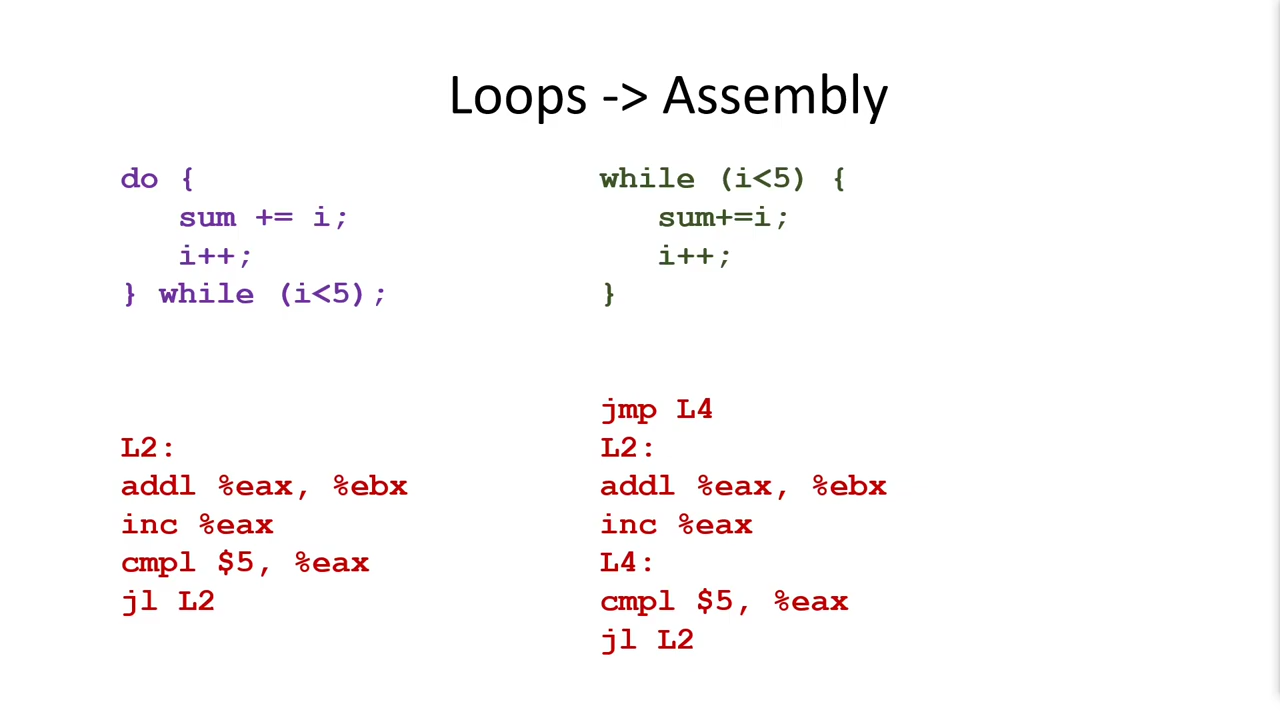 Loops -> Assembly
do {
   sum += i;
   i++;
} while (i<5);
while (i<5) {
   sum+=i;
   i++;
}
L2:
addl %eax, %ebx
inc %eax
cmpl $5, %eax
jl L2
jmp L4
L2:
addl %eax, %ebx
inc %eax
L4:
cmpl $5, %eax
jl L2